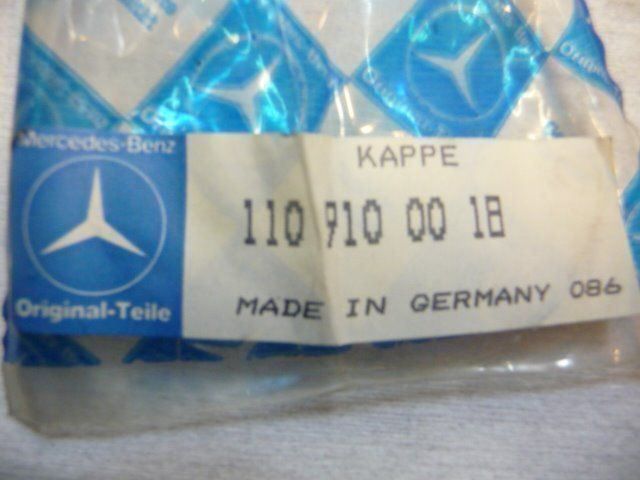 Mercedes-Benz
Original-Teile
KAPPE
110 910 00 18
MADE IN GERMANY 086